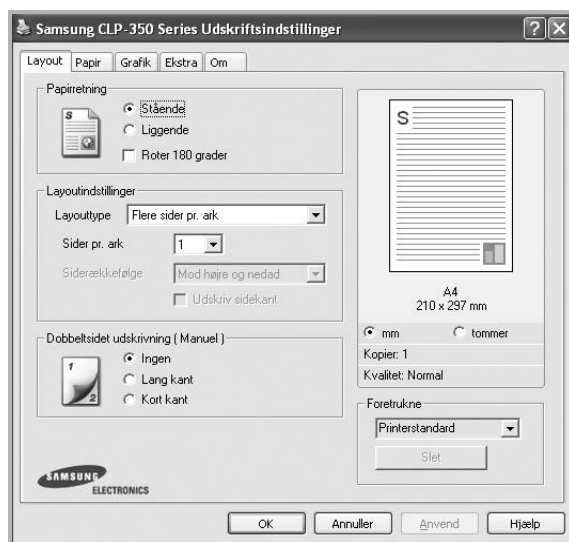 Samsung CLP-350 Series Udskriftsindstillinger
Layout Papir Grafik Ekstra Om
Papirretning
S
Stående
Liggende
Roter 180 grader
Layoutindstillinger
Layouttype Flere sider pr. ark
Sider pr. ark 1
Siderækkefølge Mod højre og nedad
Udskriv sidekant
Dobbeltsidet udskrivning ( Manuel )
1
2
Ingen
Lang kant
Kort kant
SAMSUNG
ELECTRONICS
S
A4
210 x 297 mm
mm tommer
Kopier: 1
Kvalitet: Normal
Foretrukne
Printerstandard
Slet
OK Annuller Anvend Hjælp